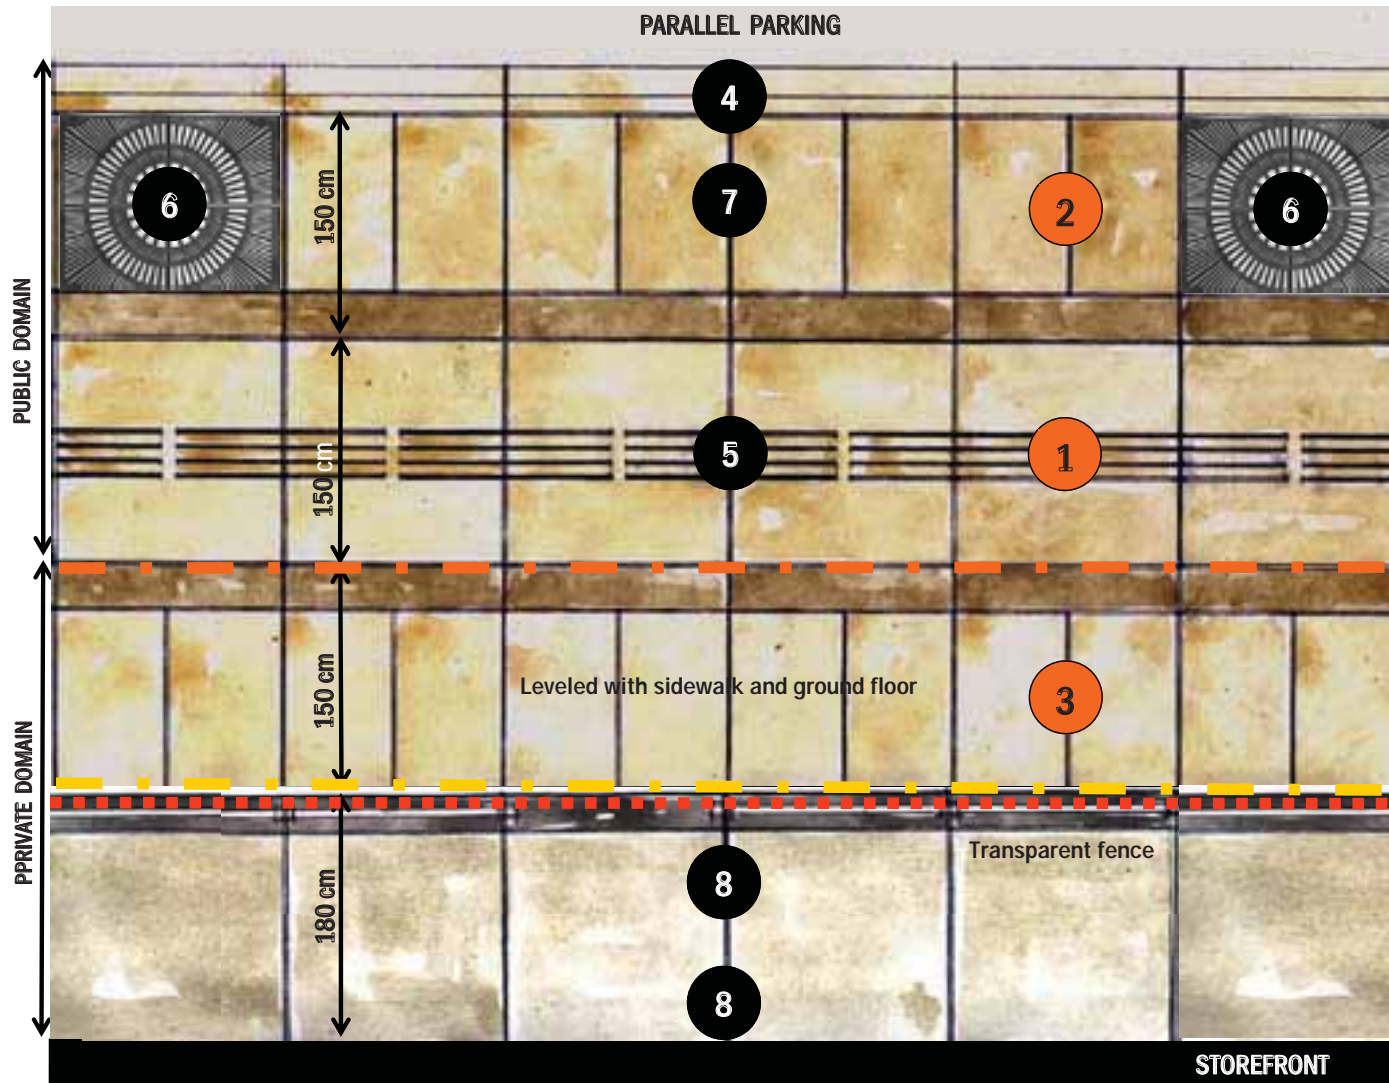 PARALLEL PARKING
4
6
150 cm
7
2
6
PUBLIC DOMAIN
150 cm
5
1
150 cm
Leveled with sidewalk and ground floor
3
PPRIVATE DOMAIN
Transparent fence
180 cm
8
8
STOREFRONT